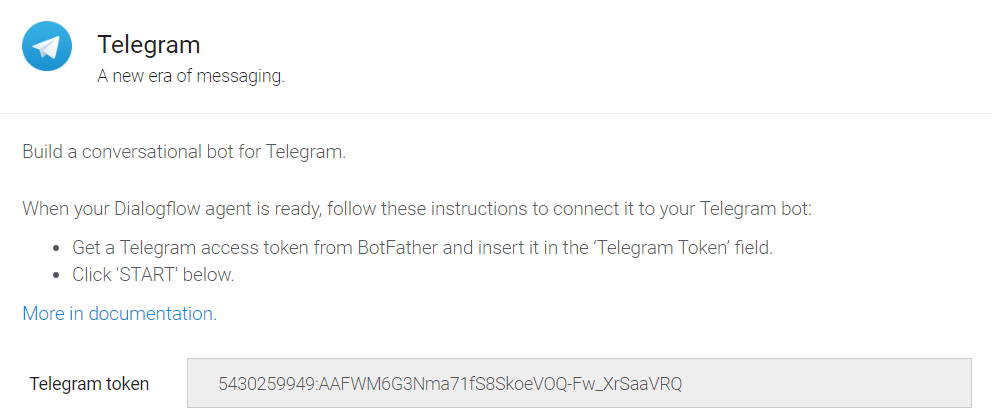 Telegram
A new era of messaging.
Build a conversational bot for Telegram.
When your Dialogflow agent is ready, follow these instructions to connect it to your Telegram bot:
• Get a Telegram access token from BotFather and insert it in the ‘Telegram Token’ field.
• Click 'START' below.
More in documentation.
Telegram token 5430259949:AAFWM6G3Nma71fS8SkoeVOQ-Fw_XrSaaVRQ